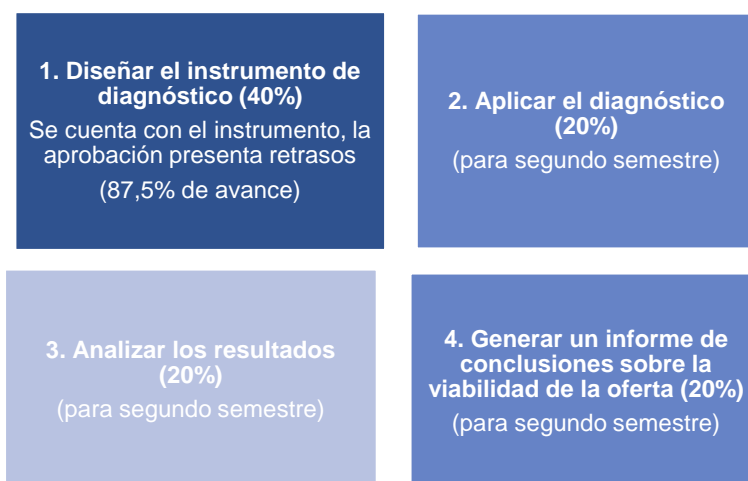 1. Diseñar el instrumento de
diagnóstico (40%)
Se cuenta con el instrumento, la
aprobación presenta retrasos
(87,5% de avance)
2. Aplicar el diagnóstico
(20%)
(para segundo semestre)
3. Analizar los resultados
(20%)
(para segundo semestre)
4. Generar un informe de
conclusiones sobre la
viabilidad de la oferta (20%)
(para segundo semestre)